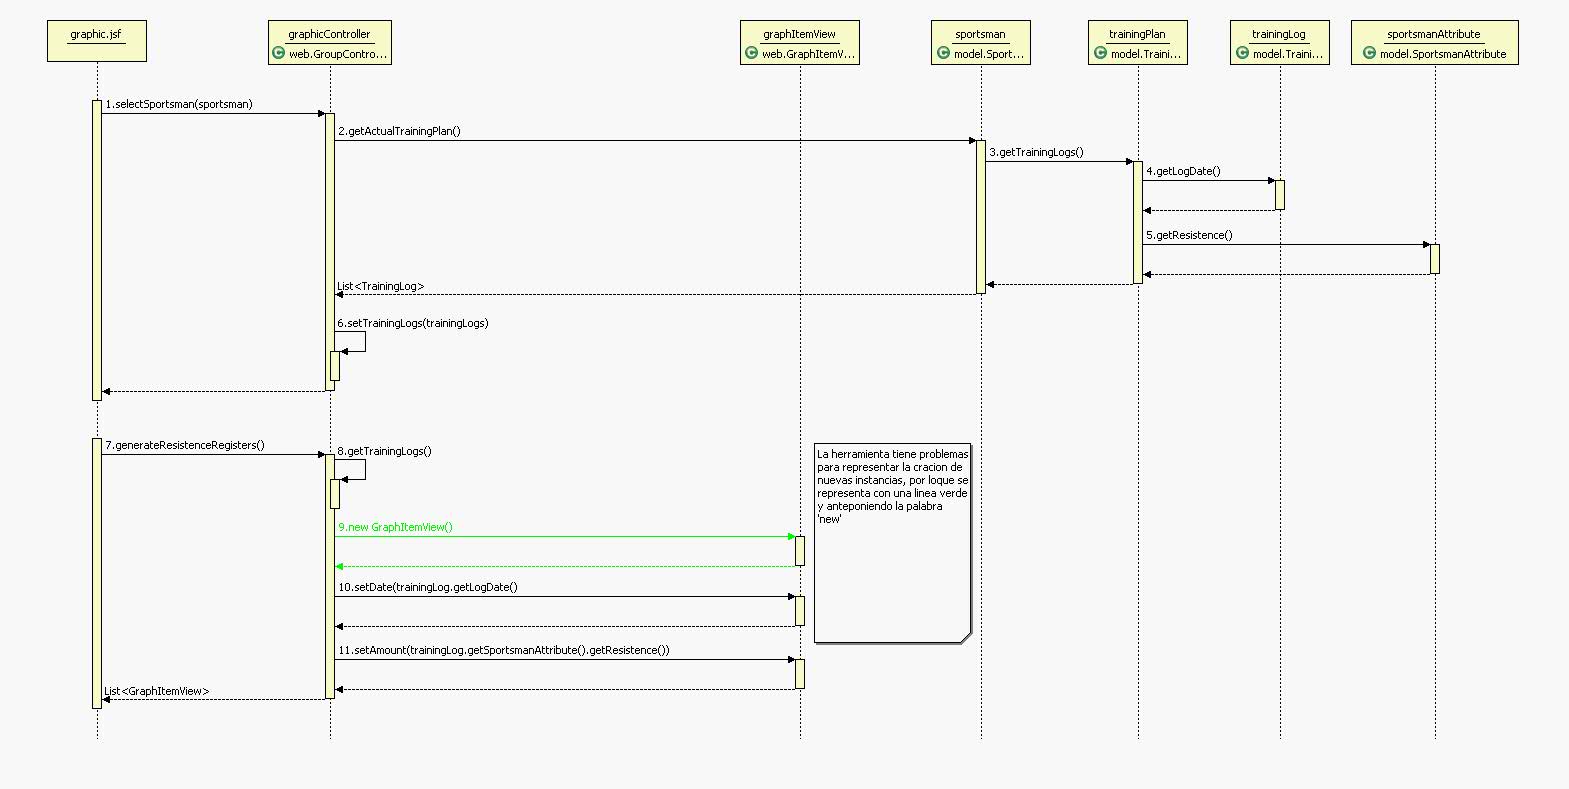 graphic.jsf
graphicController
web.GroupContro...
graphItemView
web.GraphItemV...
sportsman
model.Sport...
trainingPlan
model.Traini...
trainingLog
model.Traini...
sportsmanAttribute
model.SportsmanAttribute
1.selectSportsman(sportsman)
2.getActualTrainingPlan()
3.getTrainingLogs()
4.getLogDate()
5.getResistence()
List<TrainingLog>
6.setTrainingLogs(trainingLogs)
7.generateResistenceRegisters()
8.getTrainingLogs()
La herramienta tiene problemas
para representar la cracion de
nuevas instancias, por loque se
representa con una linea verde
y anteponiendo la palabra
'new'
9.new GraphItemView()
10.setDate(trainingLog.getLogDate()
11.setAmount(trainingLog.getSportsmanAttribute().getResistence())
List<GraphItemView>